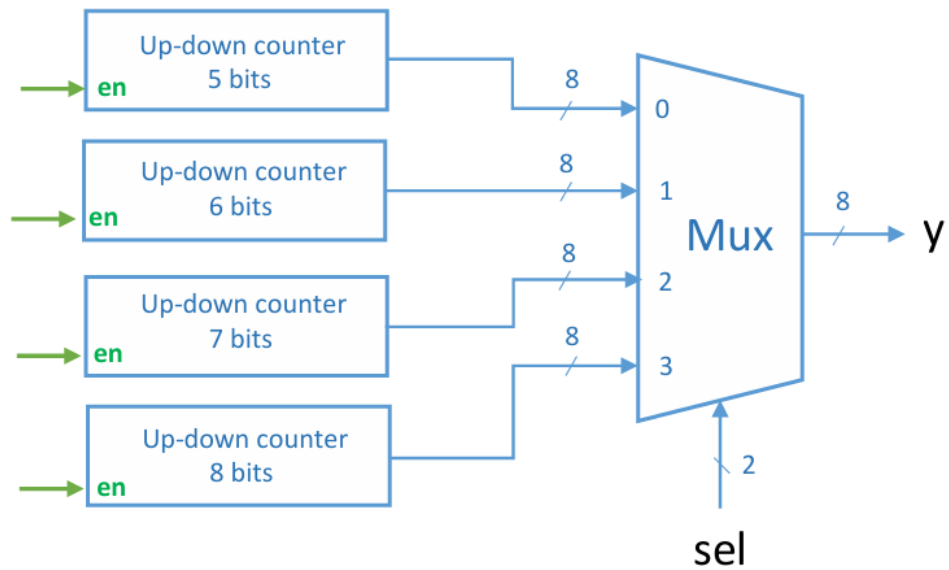 Up-down counter
5 bits
en
8
0
Up-down counter
6 bits
en
8
1
Up-down counter
7 bits
en
8
2
Up-down counter
8 bits
en
8
3
Mux
8
y
2
sel